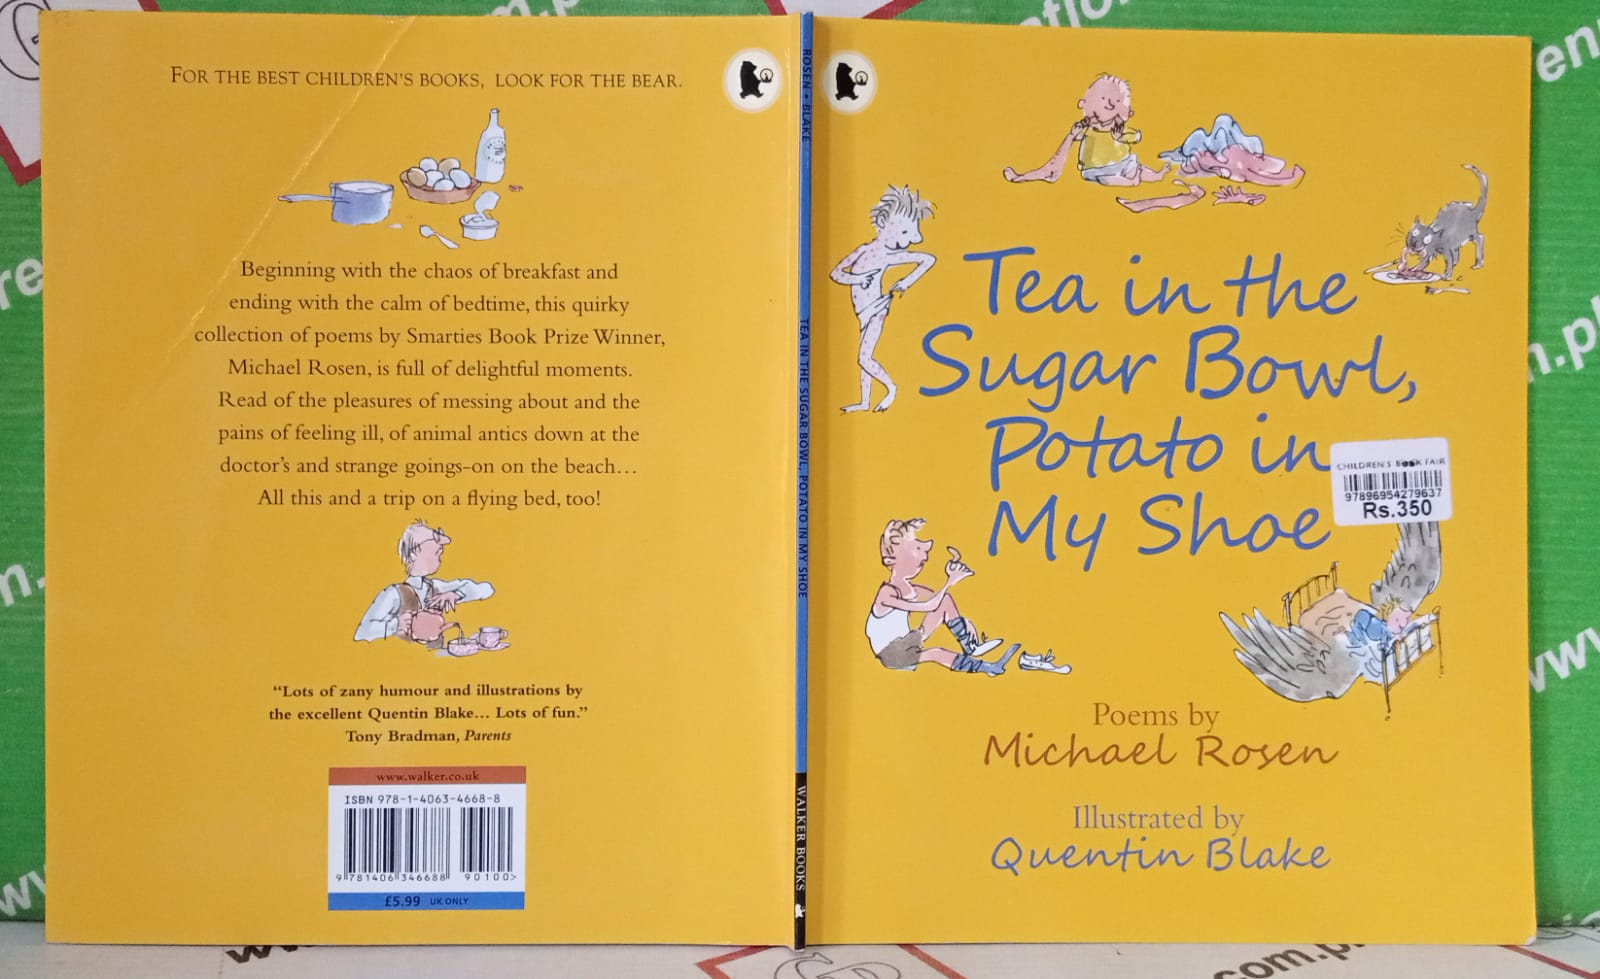 FOR THE BEST CHILDREN'S BOOKS, LOOK FOR THE BEAR.
Beginning with the chaos of breakfast and
ending with the calm of bedtime, this quirky
collection of poems by Smarties Book Prize Winner,
Michael Rosen, is full of delightful moments.
Read of the pleasures of messing about and the
pains of feeling ill, of animal antics down at the
doctor's and strange goings-on on the beach...
All this and a trip on a flying bed, too!
"Lots of zany humour and illustrations by
the excellent Quentin Blake... Lots of fun."
Tony Bradman, Parents
www.walker.co.uk
ISBN 978-1-4063-4668-8
9 781406 346688 90100>
£5.99 UK ONLY
ROSEN • BLAKE
TEA IN THE SUGAR BOWL, POTATO IN MY SHOE
WALKER BOOKS
Tea in the
Sugar Bowl,
Potato in
My Shoe
CHILDREN'S BOOK FAIR
97896954279637
Rs.350
Poems by
Michael Rosen
Illustrated by
Quentin Blake